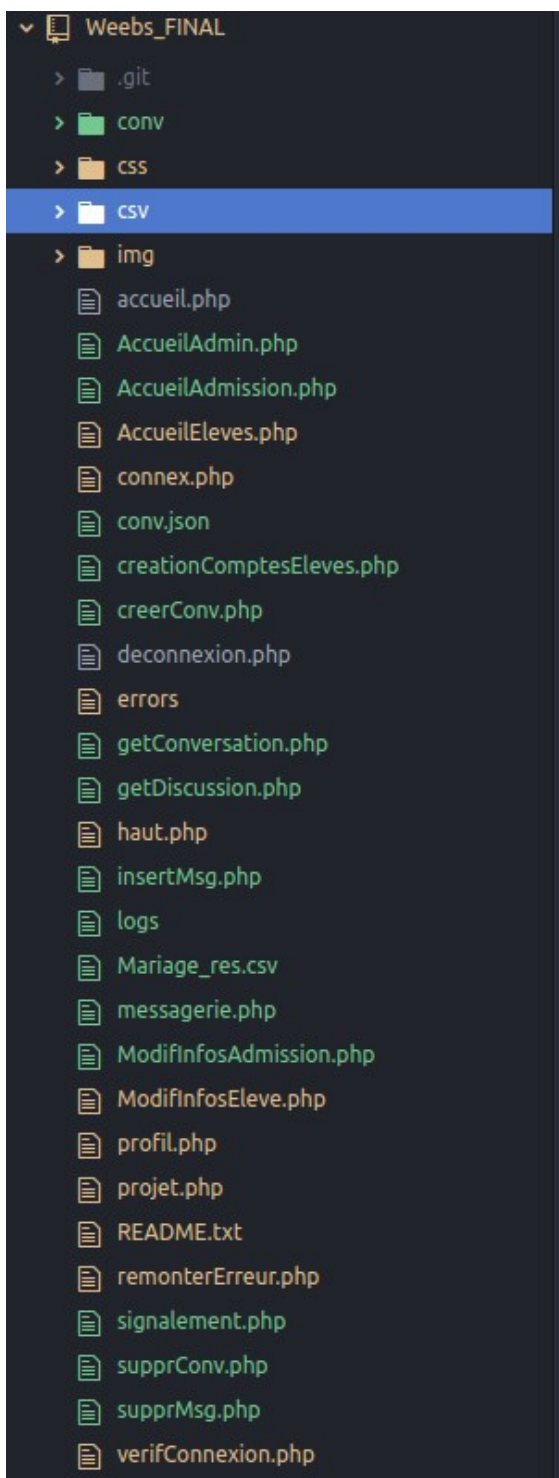 Weebs_FINAL
.git
conv
css
csv
img
accueil.php
AccueilAdmin.php
AccueilAdmission.php
AccueilEleves.php
connex.php
conv.json
creationComptesEleves.php
creerConv.php
deconnexion.php
errors
getConversation.php
getDiscussion.php
haut.php
insertMsg.php
logs
Mariage_res.csv
messagerie.php
ModifInfosAdmission.php
ModifInfosEleve.php
profil.php
projet.php
README.txt
remonterErreur.php
signalement.php
supprConv.php
supprMsg.php
verifConnexion.php